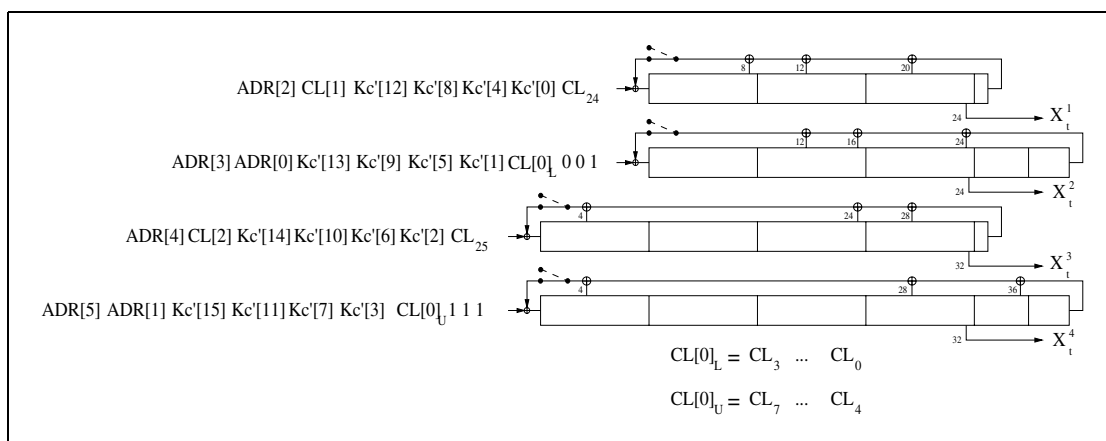 8 12 20
ADR[2] CL[1] Kc'[12] Kc'[8] Kc'[4] Kc'[0] CL24
24 X1t
12 16 24
ADR[3] ADR[0] Kc'[13] Kc'[9] Kc'[5] Kc'[1] CL[0]L 0 0 1
24 X2t
4 24 28
ADR[4] CL[2] Kc'[14] Kc'[10] Kc'[6] Kc'[2] CL25
32 X3t
4 28 36
ADR[5] ADR[1] Kc'[15] Kc'[11] Kc'[7] Kc'[3] CL[0]U 1 1 1
32 X4t
CL[0]L = CL3 ... CL0
CL[0]U = CL7 ... CL4